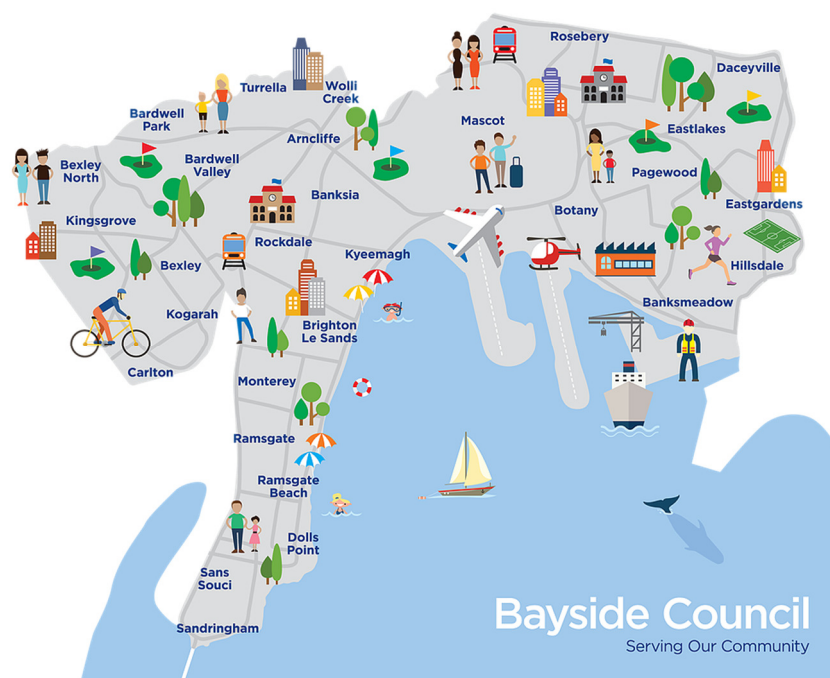 Rosebery
Daceyville
Turrella
Wolli
Creek
Bardwell
Park
Mascot
Eastlakes
Arncliffe
Bexley
North
Bardwell
Valley
Pagewood
Banksia
Eastgardens
Botany
Kingsgrove
Rockdale
Kyeemagh
Bexley
Hillsdale
Banksmeadow
Kogarah
Brighton
Le Sands
Carlton
Monterey
Ramsgate
Ramsgate
Beach
Dolls
Point
Sans
Souci
Sandringham
Bayside Council
Serving Our Community